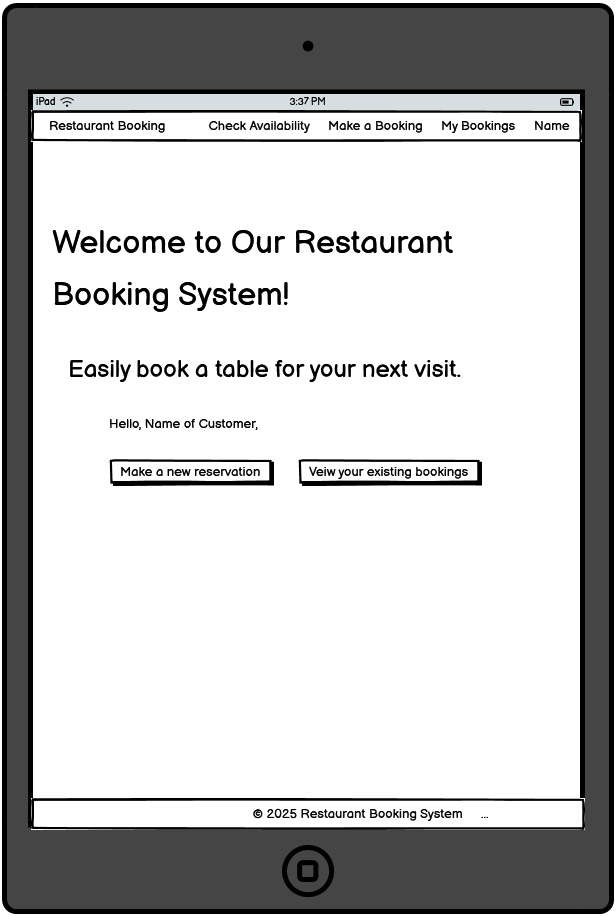 iPad 3:37 PM
Restaurant Booking Check Availability Make a Booking My Bookings Name
Welcome to Our Restaurant
Booking System!
Easily book a table for your next visit.
Hello, Name of Customer,
Make a new reservation Veiw your existing bookings
© 2025 Restaurant Booking System ...